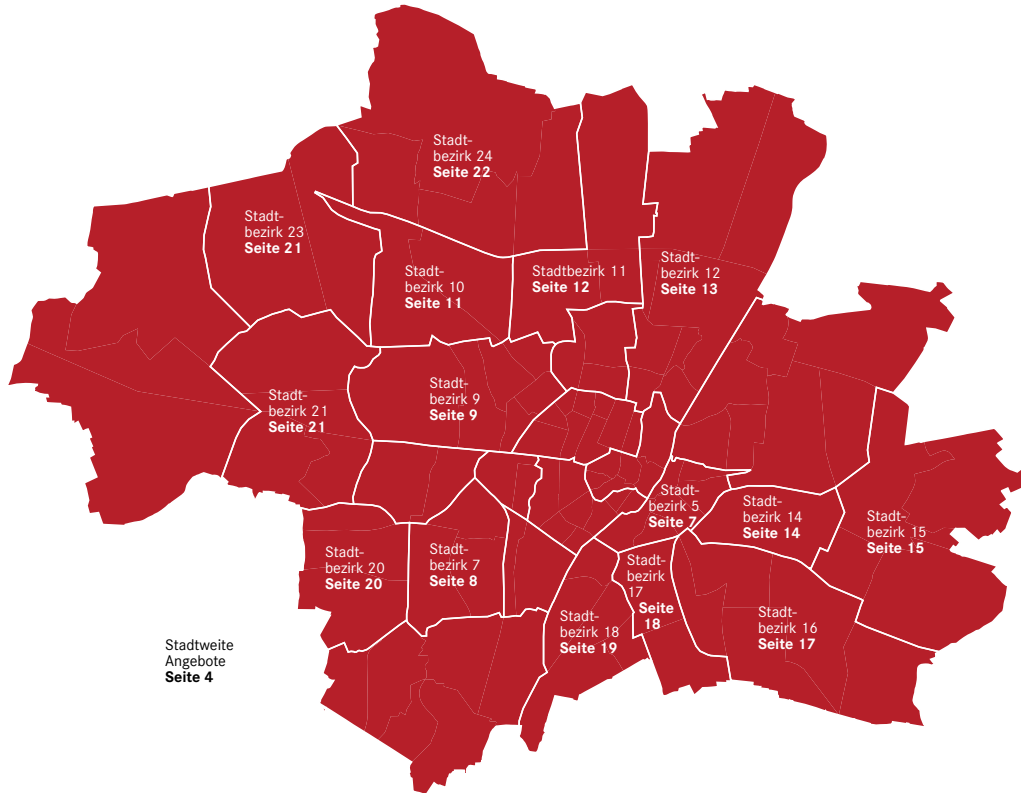 Stadt-
bezirk 24
Seite 22
Stadt-
bezirk 23
Seite 21
Stadt-
bezirk 10
Seite 11
Stadtbezirk 11
Seite 12
Stadt-
bezirk 12
Seite 13
Stadt-
bezirk 21
Seite 21
Stadt-
bezirk 9
Seite 9
Stadt-
bezirk 5
Seite 7
Stadt-
bezirk 14
Seite 14
Stadt-
bezirk 15
Seite 15
Stadt-
bezirk 20
Seite 20
Stadt-
bezirk 7
Seite 8
Stadt-
bezirk
17
Seite
18
Stadt-
bezirk 18
Seite 19
Stadt-
bezirk 16
Seite 17
Stadtweite
Angebote
Seite 4